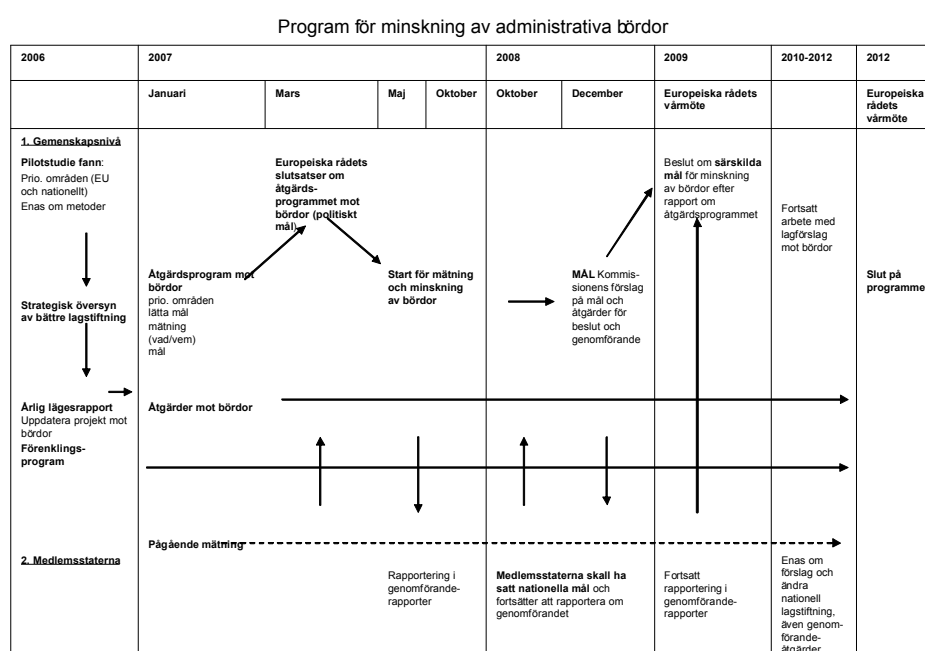 Program för minskning av administrativa bördor
2006
2007
2008
2009
2010-2012
2012
Januari
Mars
Maj
Oktober
Oktober
December
Europeiska rådets
vårmöte
Europeiska
rådets
vårmöte
1. Gemenskapsnivå
Pilotstudie fann:
Prio. områden (EU
och nationellt)
Enas om metoder
Strategisk översyn
av bättre lagstiftning
Årlig lägesrapport
Uppdatera projekt mot
bördor
Förenklings-
program
Åtgärdsprogram mot
bördor
prio. områden
lätta mål
mätning
(vad/vem)
mål
Europeiska rådets
slutsatser om
åtgärds-
programmet mot
bördor (politiskt
mål)
Start för mätning
och minskning
av bördor
MÅL Kommis-
sionens förslag
på mål och
åtgärder för
beslut och
genomförande
Beslut om särskilda
mål för minskning
av bördor efter
rapport om
åtgärdsprogrammet
Fortsatt
arbete med
lagförslag
mot bördor
Slut på
programme
Åtgärder mot bördor
2. Medlemsstaterna
Pågående mätning
Rapportering i
genomförande-
rapporter
Medlemsstaterna skall ha
satt nationella mål och
fortsätter att rapportera om
genomförandet
Fortsatt
rapportering i
genomförande-
rapporter
Enas om
förslag och
ändra
nationell
lagstiftning,
även genom-
förande-
åtgärder